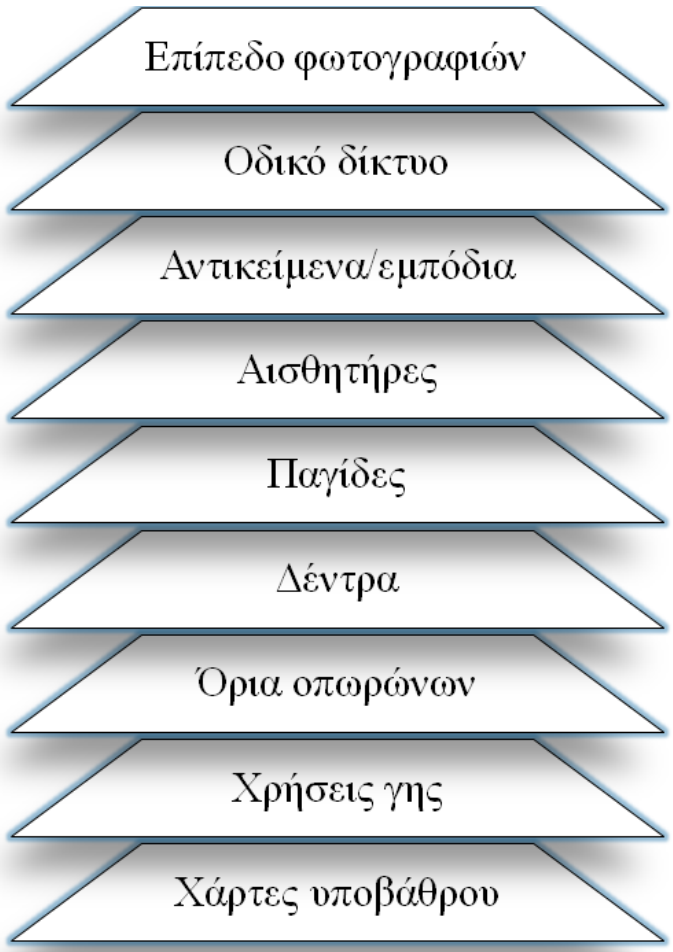 Επίπεδο φωτογραφιών
Οδικό δίκτυο
Αντικείμενα/εμπόδια
Αισθητήρες
Παγίδες
Δέντρα
Όρια οπωρώνων
Χρήσεις γης
Χάρτες υποβάθρου